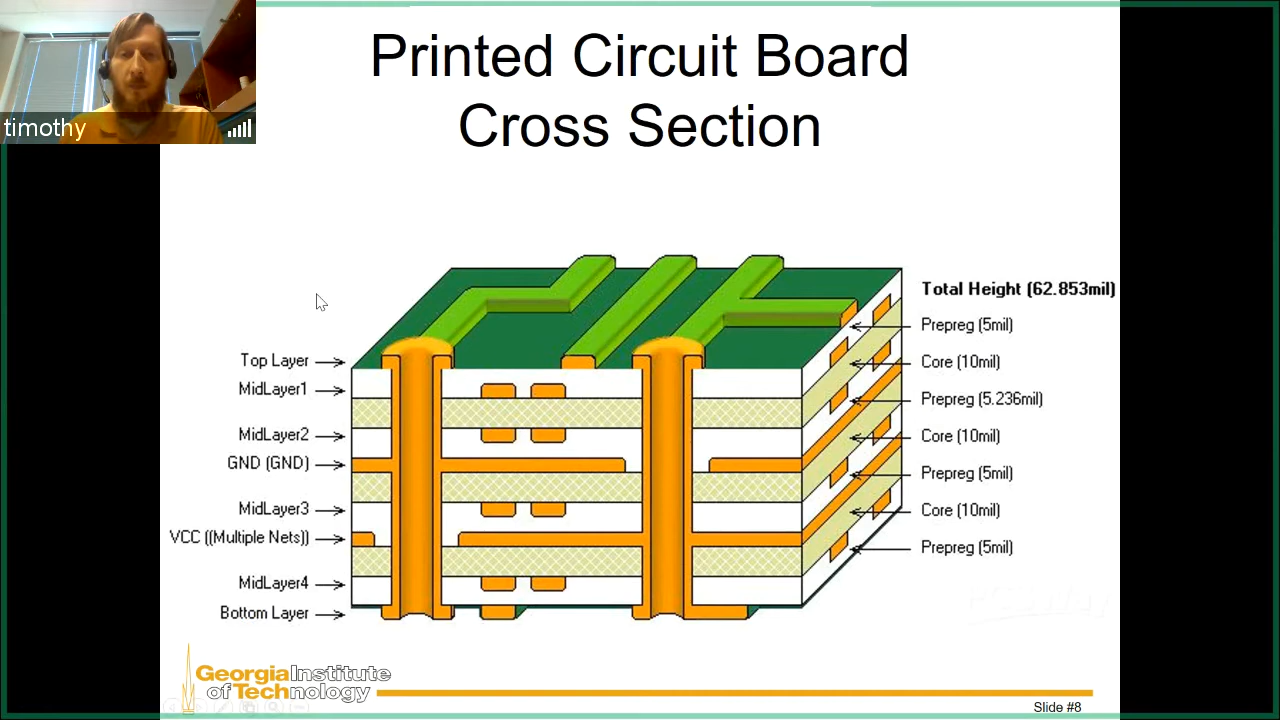 timothy
Printed Circuit Board
Cross Section
Total Height (62.853mil)
Top Layer
MidLayer1
MidLayer2
GND (GND)
MidLayer3
VCC ((Multiple Nets))
MidLayer4
Bottom Layer
Prepreg (5mil)
Core (10mil)
Prepreg (5.236mil)
Core (10mil)
Prepreg (5mil)
Core (10mil)
Prepreg (5mil)
Georgia Institute
of Technology
Slide #8